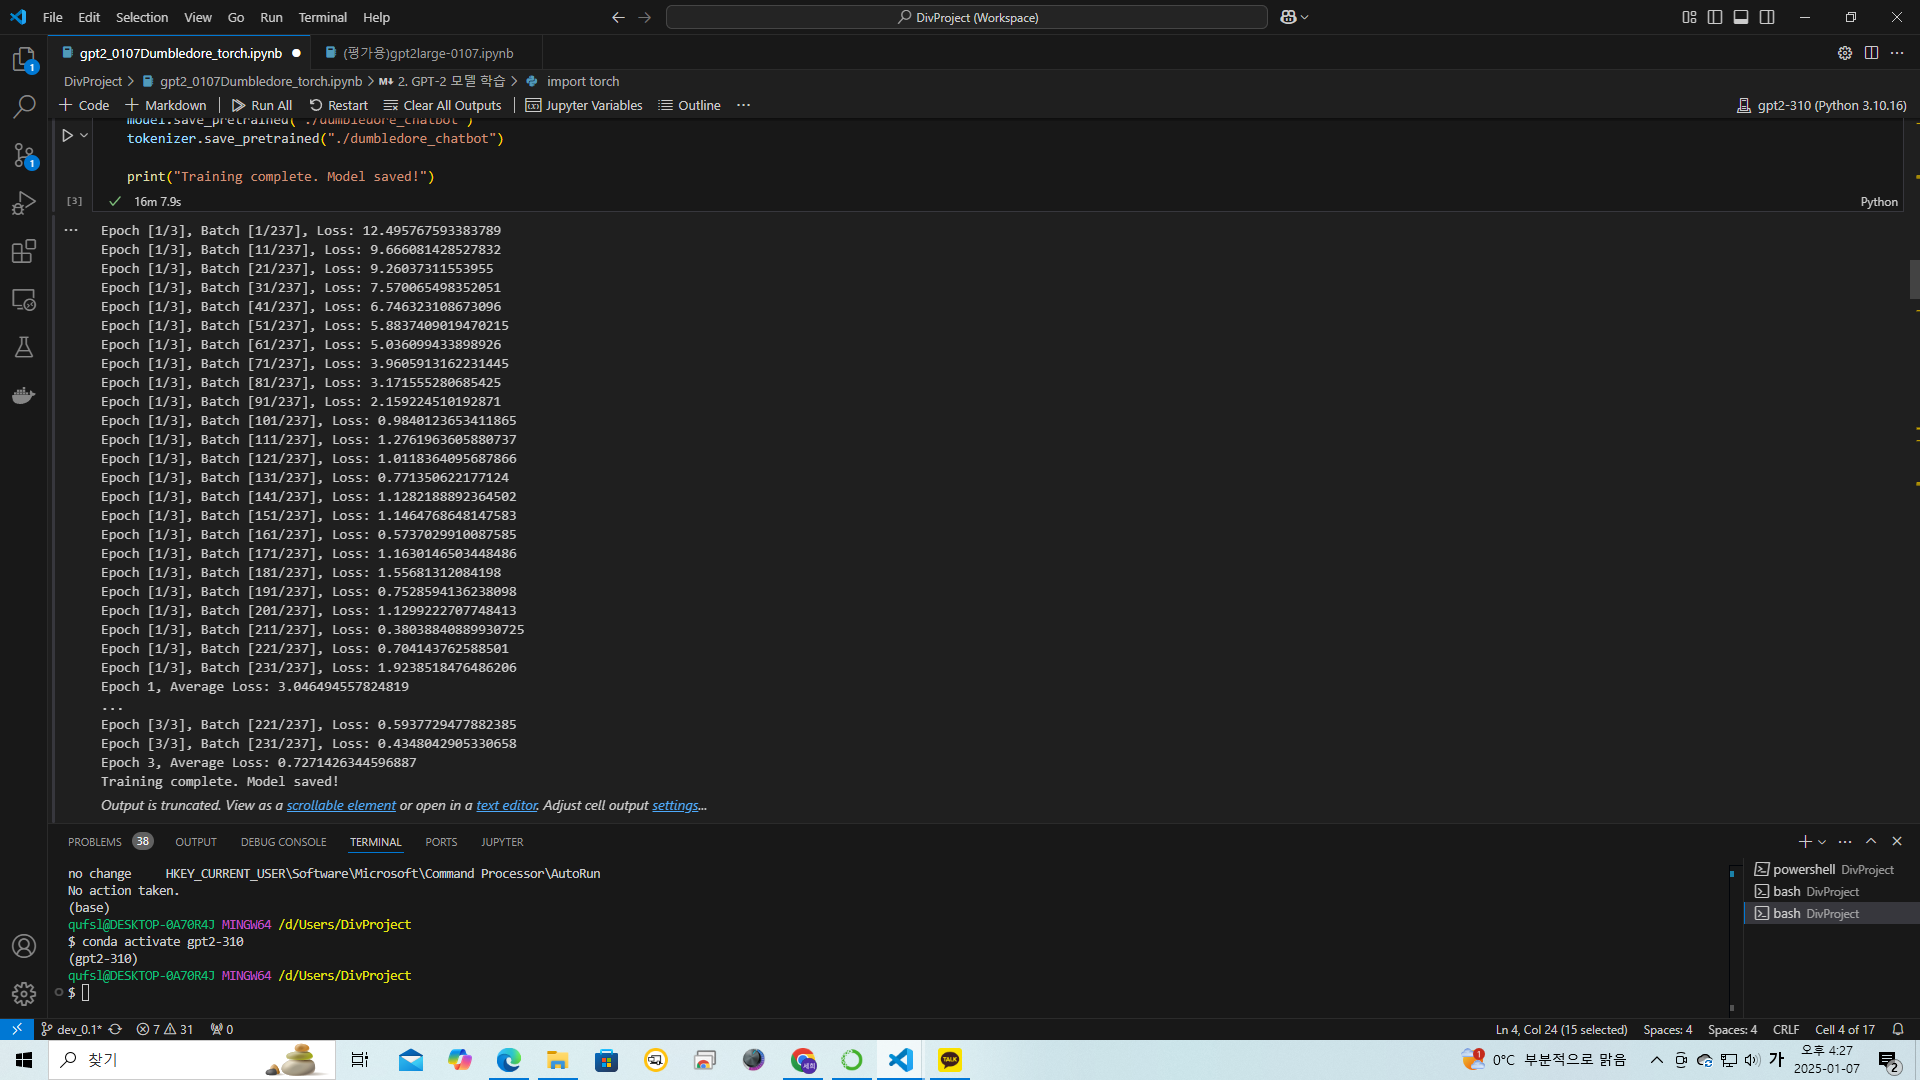 File Edit Selection View Go Run Terminal Help
DivProject (Workspace)
gpt2_0107Dumbledore_torch.ipynb
(평가용)gpt2large-0107.ipynb
DivProject > gpt2_0107Dumbledore_torch.ipynb > M↓ 2. GPT-2 모델 학습 > import torch
Code Markdown Run All Restart Clear All Outputs Jupyter Variables Outline ...
gpt2-310 (Python 3.10.16)
model.save_pretrained("./dumbledore_chatbot")
tokenizer.save_pretrained("./dumbledore_chatbot")
print("Training complete. Model saved!")
[3] 16m 7.9s
Python
Epoch [1/3], Batch [1/237], Loss: 12.495767593383789
Epoch [1/3], Batch [11/237], Loss: 9.666081428527832
Epoch [1/3], Batch [21/237], Loss: 9.26037311553955
Epoch [1/3], Batch [31/237], Loss: 7.570065498352051
Epoch [1/3], Batch [41/237], Loss: 6.746323108673096
Epoch [1/3], Batch [51/237], Loss: 5.8837409019470215
Epoch [1/3], Batch [61/237], Loss: 5.036099433898926
Epoch [1/3], Batch [71/237], Loss: 3.9605913162231445
Epoch [1/3], Batch [81/237], Loss: 3.171555280685425
Epoch [1/3], Batch [91/237], Loss: 2.159224510192871
Epoch [1/3], Batch [101/237], Loss: 0.9840123653411865
Epoch [1/3], Batch [111/237], Loss: 1.2761963605880737
Epoch [1/3], Batch [121/237], Loss: 1.0118364095687866
Epoch [1/3], Batch [131/237], Loss: 0.771350622177124
Epoch [1/3], Batch [141/237], Loss: 1.1282188892364502
Epoch [1/3], Batch [151/237], Loss: 1.1464768648147583
Epoch [1/3], Batch [161/237], Loss: 0.5737029910087585
Epoch [1/3], Batch [171/237], Loss: 1.1630146503448486
Epoch [1/3], Batch [181/237], Loss: 1.55681312084198
Epoch [1/3], Batch [191/237], Loss: 0.7528594136238098
Epoch [1/3], Batch [201/237], Loss: 1.1299222707748413
Epoch [1/3], Batch [211/237], Loss: 0.38038840889930725
Epoch [1/3], Batch [221/237], Loss: 0.704143762588501
Epoch [1/3], Batch [231/237], Loss: 1.9238518476486206
Epoch 1, Average Loss: 3.046494557824819
...
Epoch [3/3], Batch [221/237], Loss: 0.5937729477882385
Epoch [3/3], Batch [231/237], Loss: 0.4348042905330658
Epoch 3, Average Loss: 0.7271426344596887
Training complete. Model saved!
Output is truncated. View as a scrollable element or open in a text editor. Adjust cell output settings...
PROBLEMS 38 OUTPUT DEBUG CONSOLE TERMINAL PORTS JUPYTER
no change HKEY_CURRENT_USER\Software\Microsoft\Command Processor\AutoRun
No action taken.
(base)
qufsl@DESKTOP-0A70R4J MINGW64 /d/Users/DivProject
$ conda activate gpt2-310
(gpt2-310)
qufsl@DESKTOP-0A70R4J MINGW64 /d/Users/DivProject
$
powershell DivProject
bash DivProject
bash DivProject
1
1
dev_0.1* 7 31 0
Ln 4, Col 24 (15 selected) Spaces: 4 Spaces: 4 CRLF Cell 4 of 17
찾기
TALK
세희
1
0°C 부분적으로 맑음
가
오후 4:27
2025-01-07
2